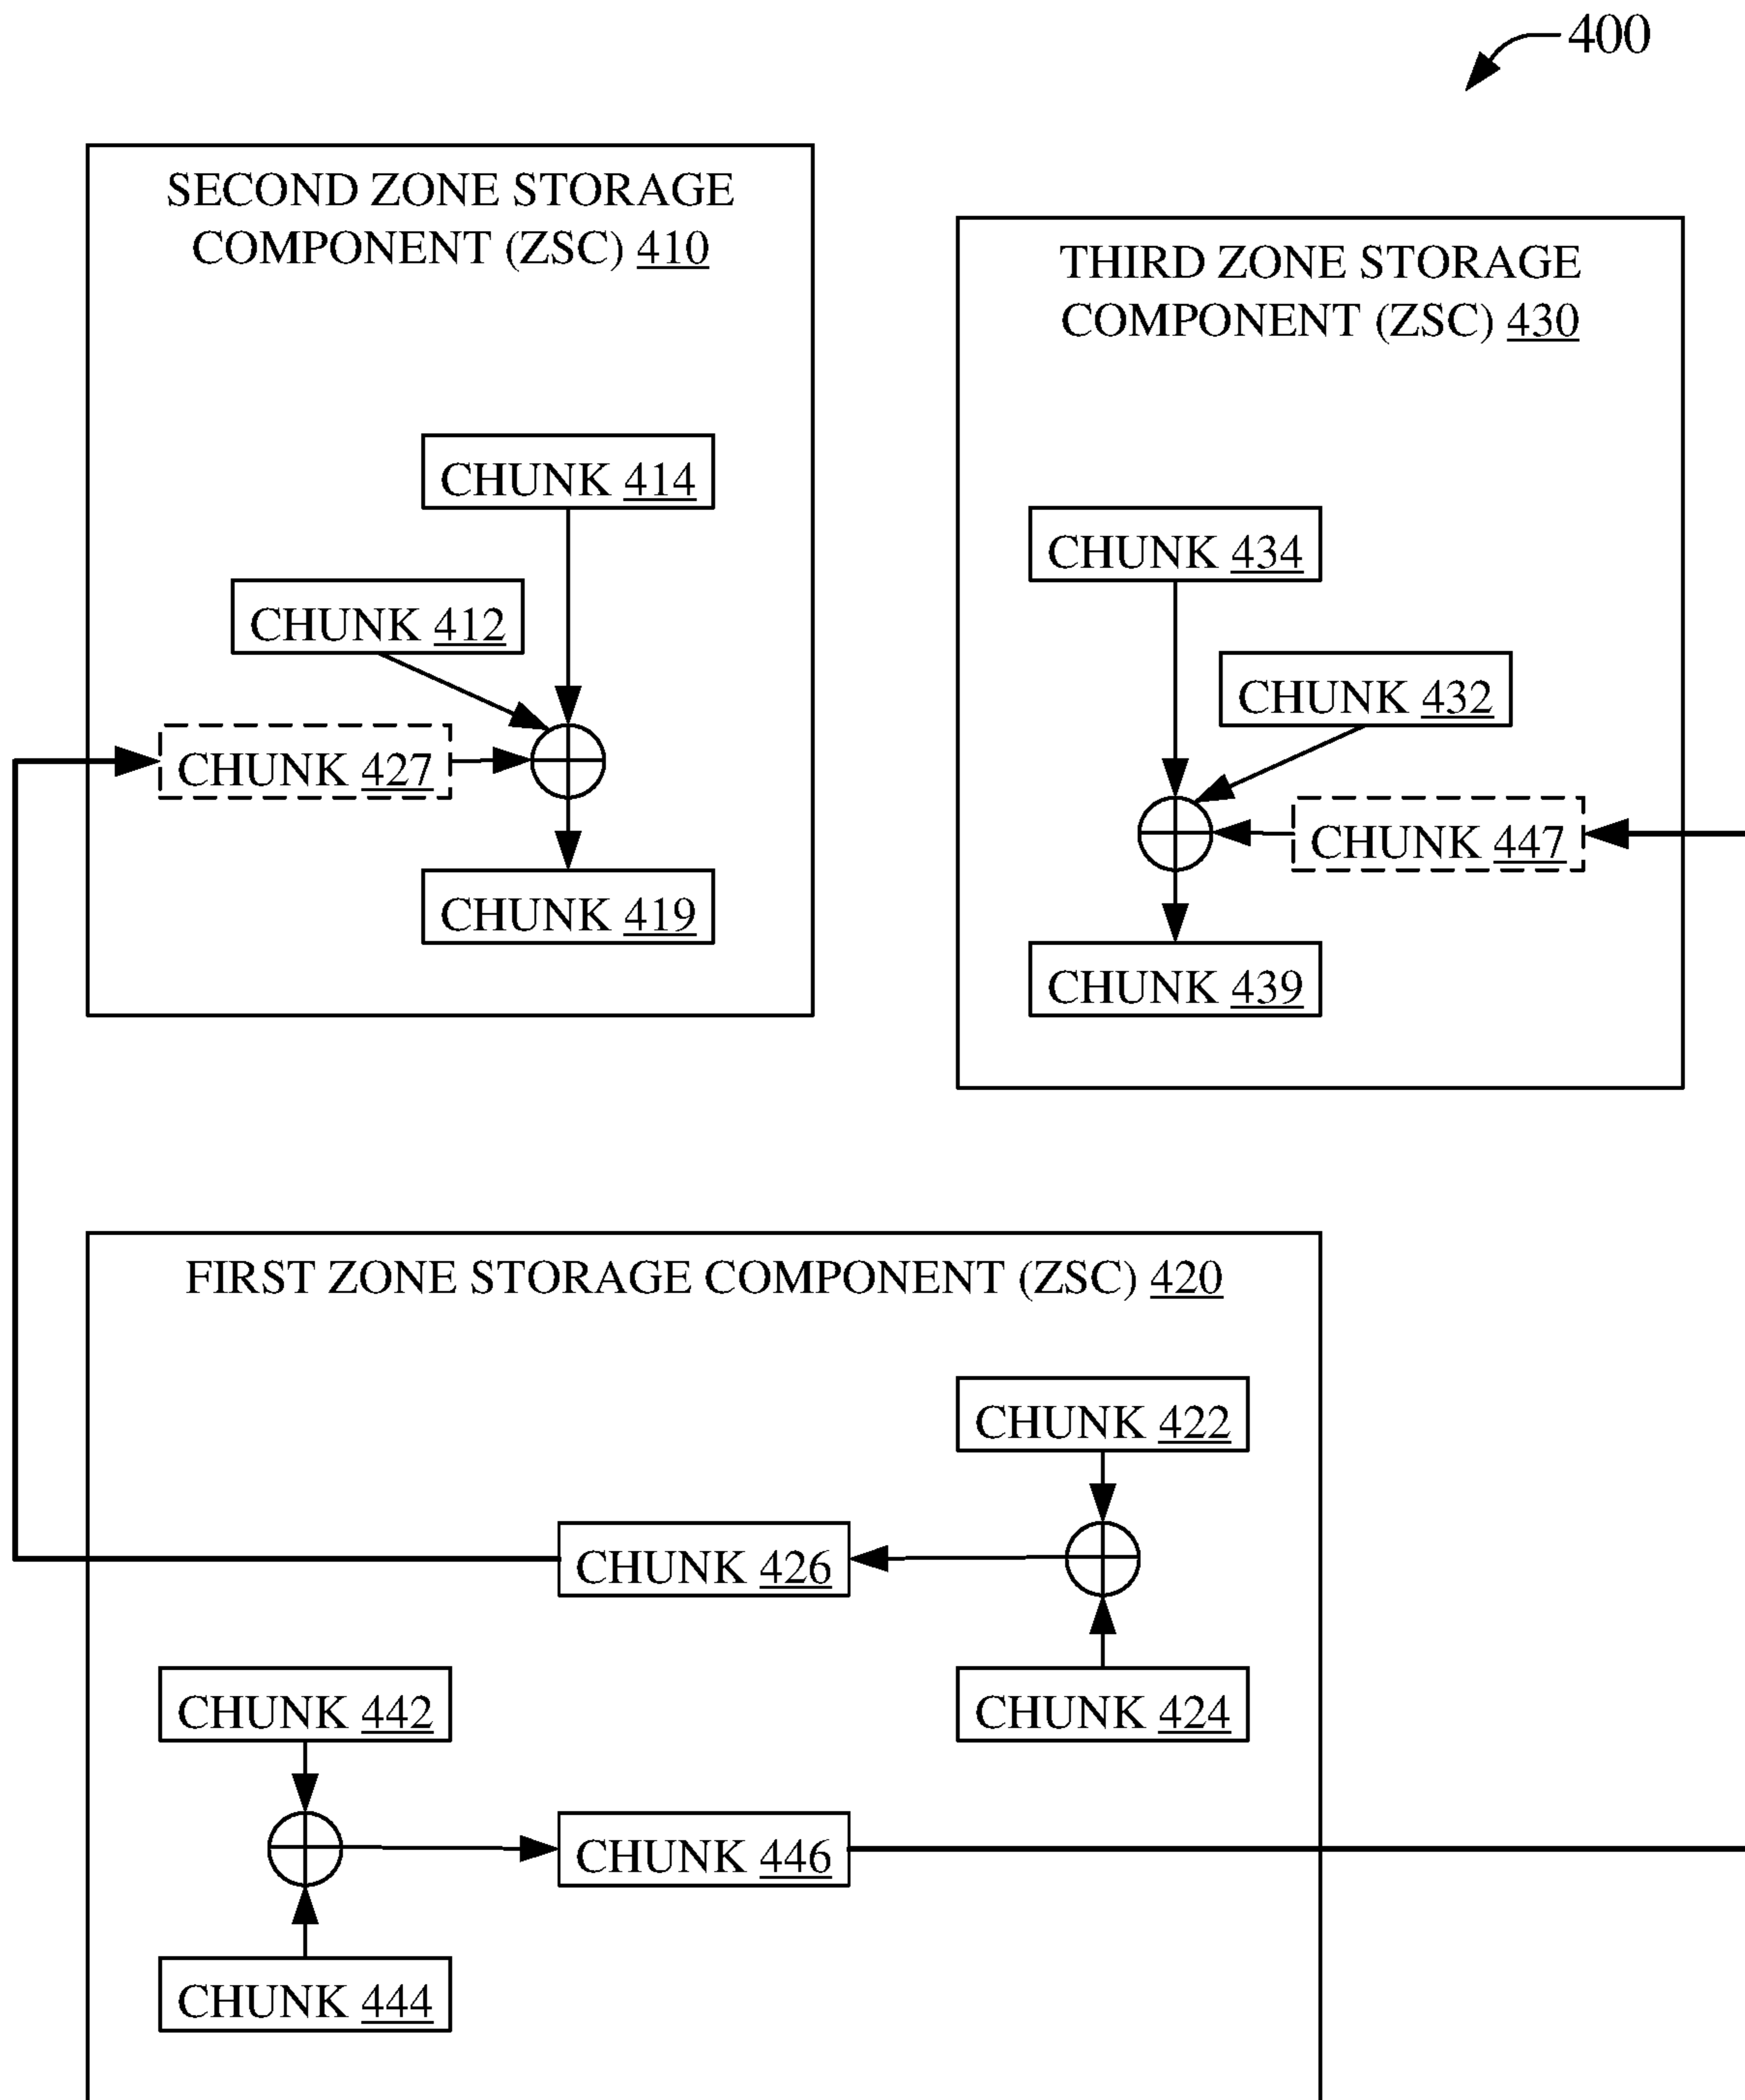 400
SECOND ZONE STORAGE
COMPONENT (ZSC) 410
CHUNK 414
CHUNK 412
CHUNK 427
CHUNK 419
THIRD ZONE STORAGE
COMPONENT (ZSC) 430
CHUNK 434
CHUNK 432
CHUNK 447
CHUNK 439
FIRST ZONE STORAGE COMPONENT (ZSC) 420
CHUNK 422
CHUNK 426
CHUNK 424
CHUNK 442
CHUNK 446
CHUNK 444